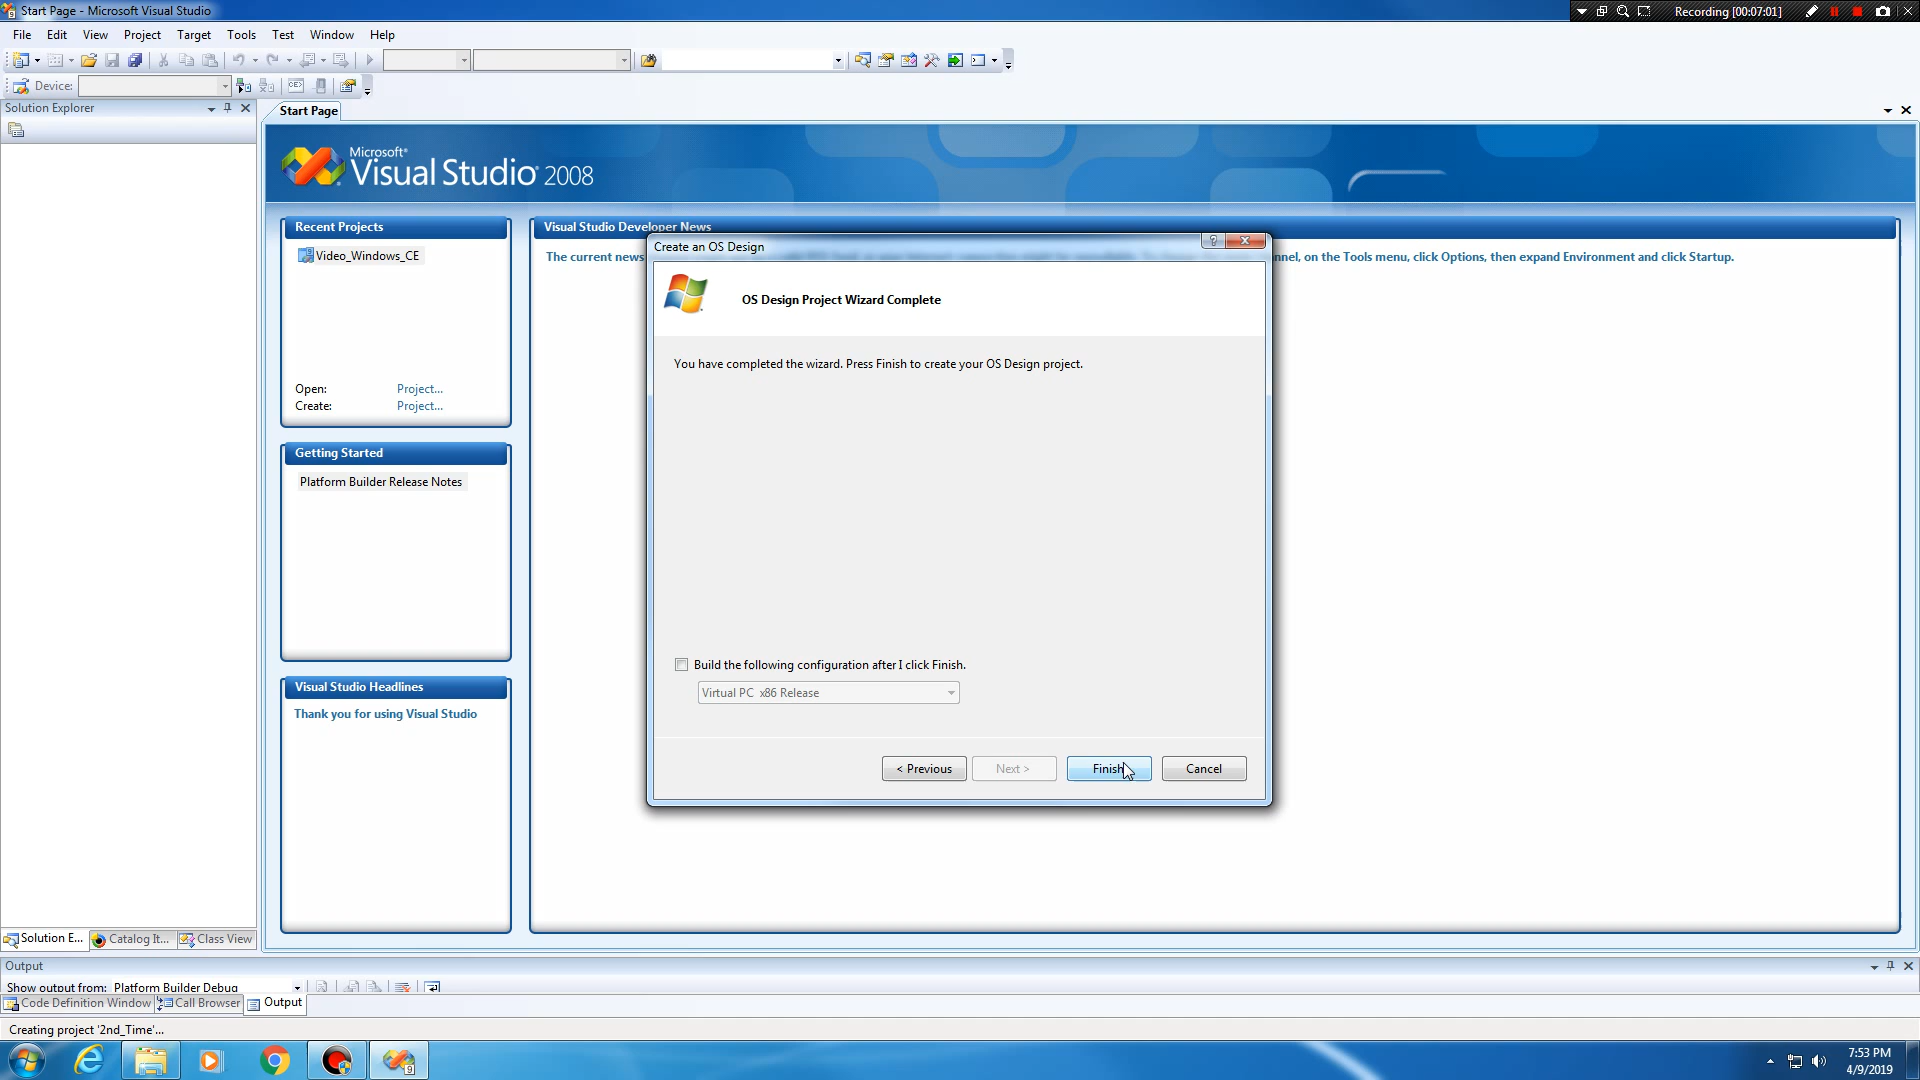 Start Page - Microsoft Visual Studio
Recording [00:07:01]
File Edit View Project Target Tools Test Window Help
Device:
Solution Explorer
Start Page
Microsoft
Visual Studio 2008
Recent Projects
Video_Windows_CE
Open: Project...
Create: Project...
Getting Started
Platform Builder Release Notes
Visual Studio Headlines
Thank you for using Visual Studio
Visual Studio Developer News
The current news
nnel, on the Tools menu, click Options, then expand Environment and click Startup.
Create an OS Design
OS Design Project Wizard Complete
You have completed the wizard. Press Finish to create your OS Design project.
Build the following configuration after I click Finish.
Virtual PC x86 Release
< Previous Next > Finish Cancel
Solution E... Catalog It... Class View
Output
Show output from: Platform Builder Debug
Code Definition Window Call Browser Output
Creating project '2nd_Time'...
7:53 PM
4/9/2019